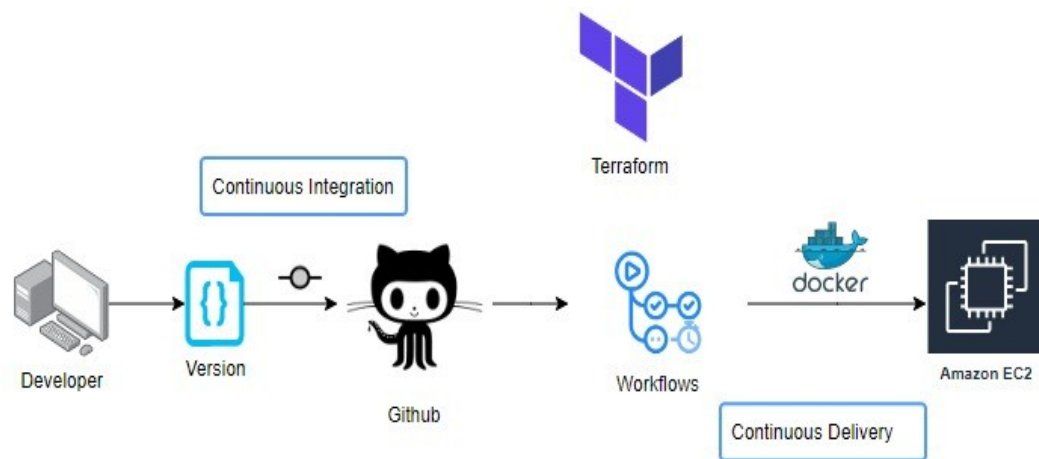 Terraform
Continuous Integration
docker
Developer
Version
Github
Workflows
Amazon EC2
Continuous Delivery